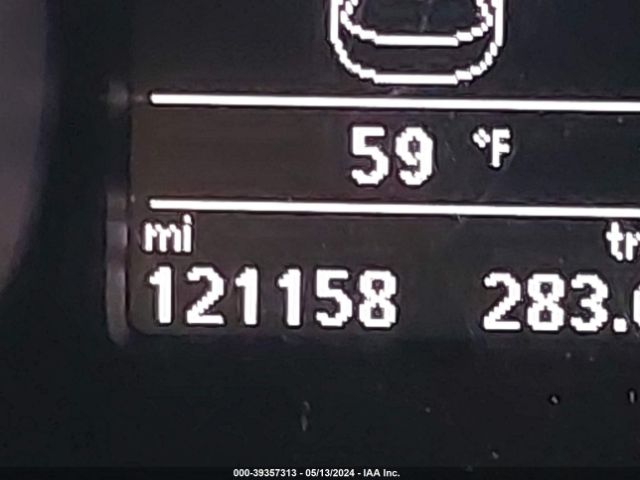 59 °F
mi
121158 283.
000-39357313 - 05/13/2024 - IAA Inc.